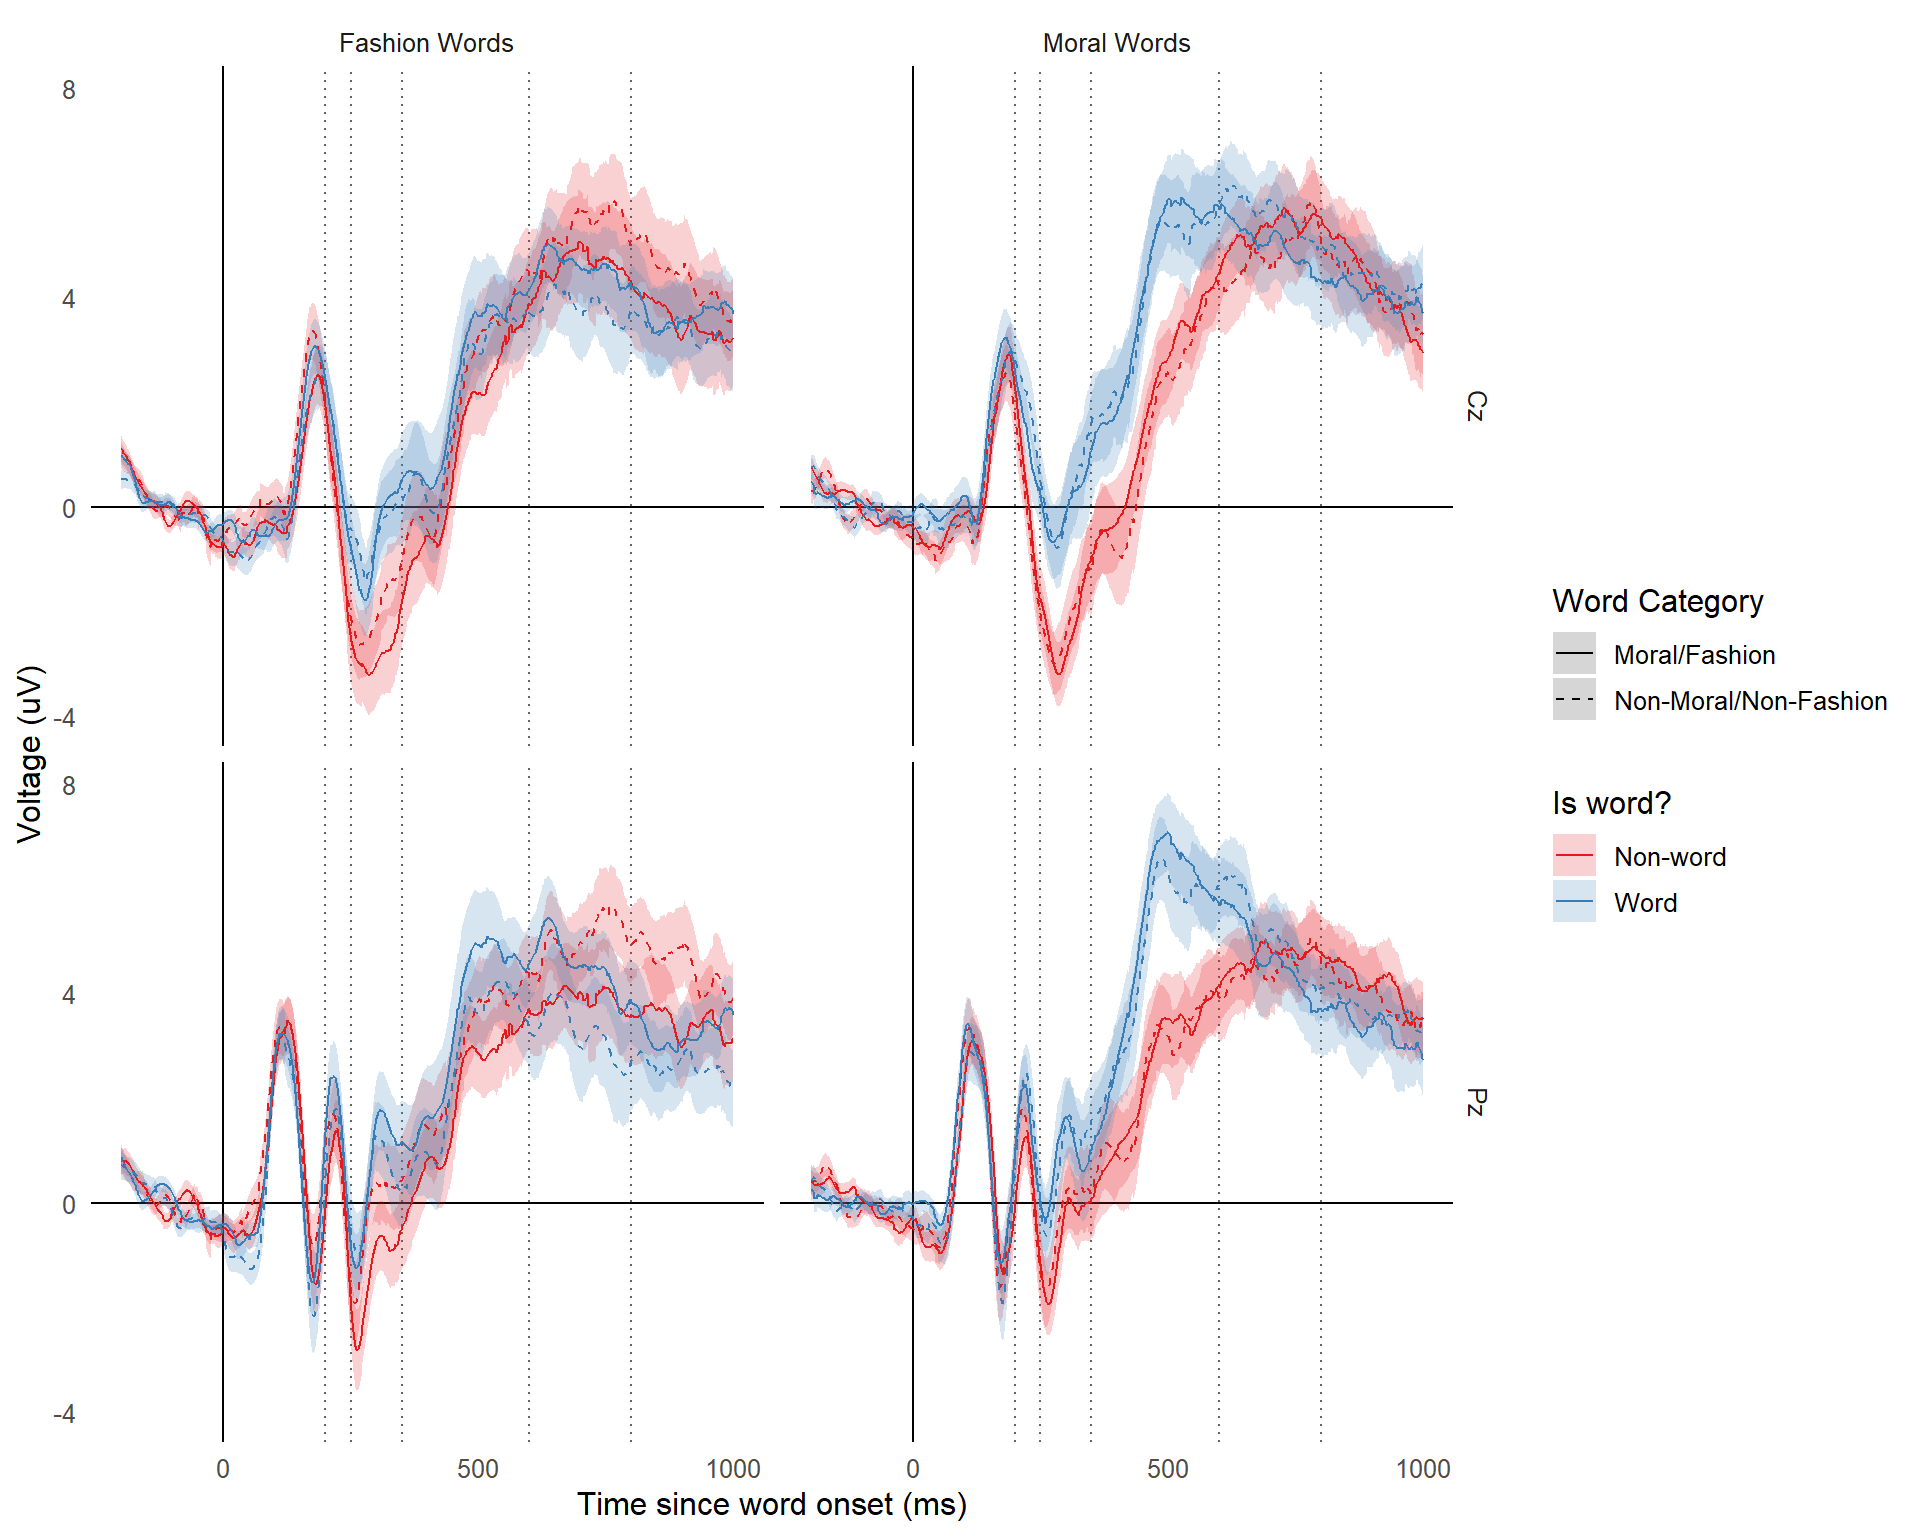 Fashion Words
Moral Words
8
4
0
-4
Cz
8
4
0
-4
Pz
Voltage (uV)
0
500
1000
0
500
1000
Time since word onset (ms)
Word Category
Moral/Fashion
Non-Moral/Non-Fashion
Is word?
Non-word
Word